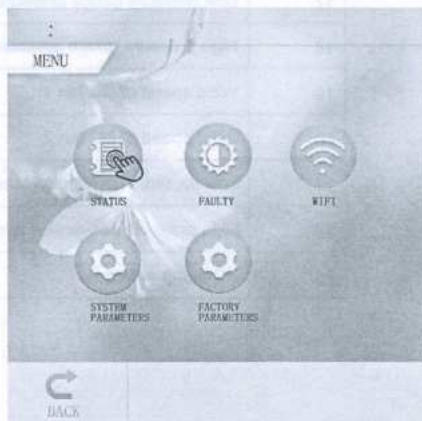 :
MENU
STATUS
FAULTY
WIFI
SYSTEM
PARAMETERS
FACTORY
PARAMETERS
BACK